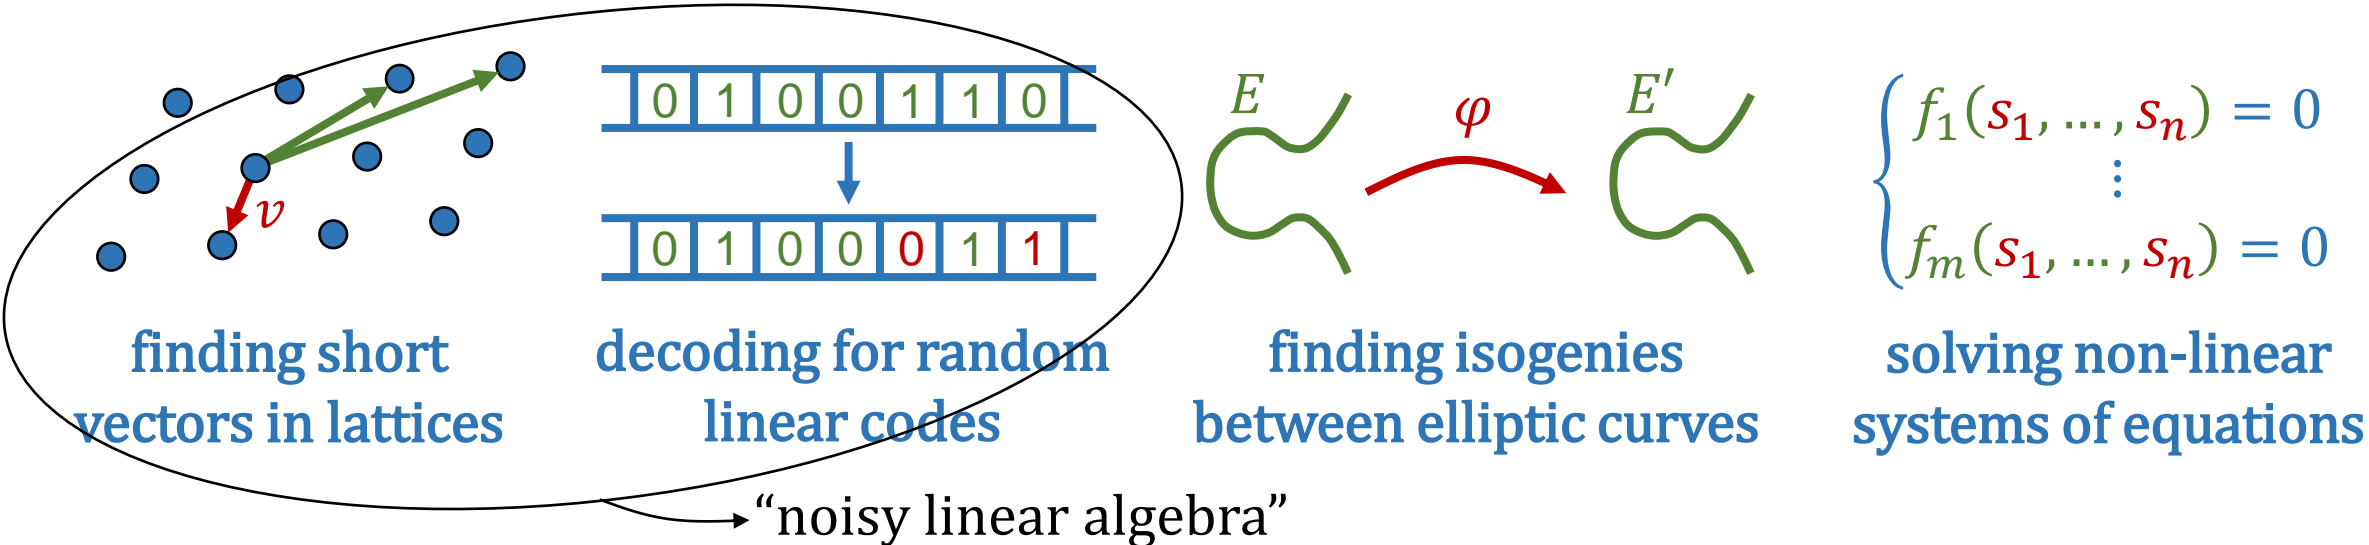 v
0 1 0 0 1 1 0
0 1 0 0 0 1 1
E φ E′
f₁(s₁, … , sₙ) = 0
⋮
fₘ(s₁, … , sₙ) = 0
finding short
vectors in lattices
decoding for random
linear codes
finding isogenies
between elliptic curves
solving non-linear
systems of equations
“noisy linear algebra”